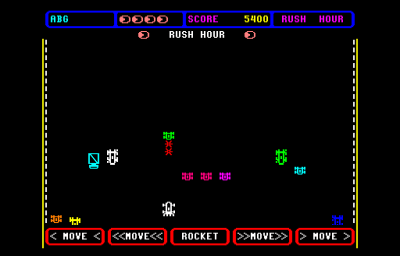 ABG SCORE 5400 RUSH HOUR
RUSH HOUR
< MOVE < <<MOVE<< ROCKET >>MOVE>> > MOVE >